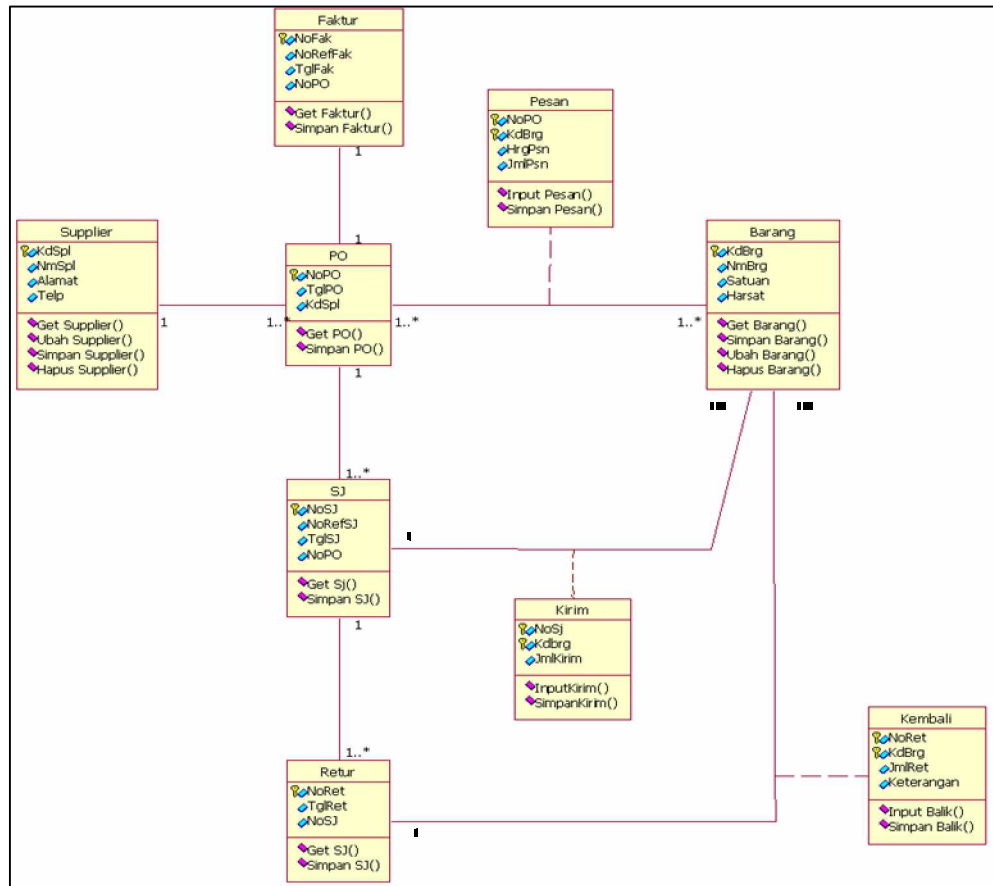 Faktur
NoFak
NoRefFak
TglFak
NoPO
Get Faktur()
Simpan Faktur()
1
1
Pesan
NoPO
KdBrg
HrgPsn
JmlPsn
Input Pesan()
Simpan Pesan()
Supplier
KdSpl
NmSpl
Alamat
Telp
Get Supplier()
Ubah Supplier()
Simpan Supplier()
Hapus Supplier()
1
1..*
PO
NoPO
TglPO
KdSpl
Get PO()
Simpan PO()
1..*
1..*
1
Barang
KdBrg
NmBrg
Satuan
Harsat
Get Barang()
Simpan Barang()
Ubah Barang()
Hapus Barang()
1..*
SJ
NoSJ
NoRefSJ
TglSJ
NoPO
Get Sj()
Simpan SJ()
1
Kirim
NoSj
Kdbrg
JmlKirim
InputKirim()
SimpanKirim()
1..*
Retur
NoRet
TglRet
NoSJ
Get SJ()
Simpan SJ()
Kembali
NoRet
KdBrg
JmlRet
Keterangan
Input Balik()
Simpan Balik()